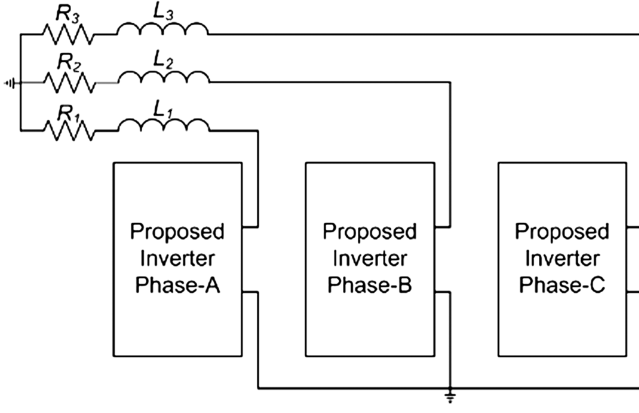 R3 L3
R2 L2
R1 L1
Proposed
Inverter
Phase-A
Proposed
Inverter
Phase-B
Proposed
Inverter
Phase-C